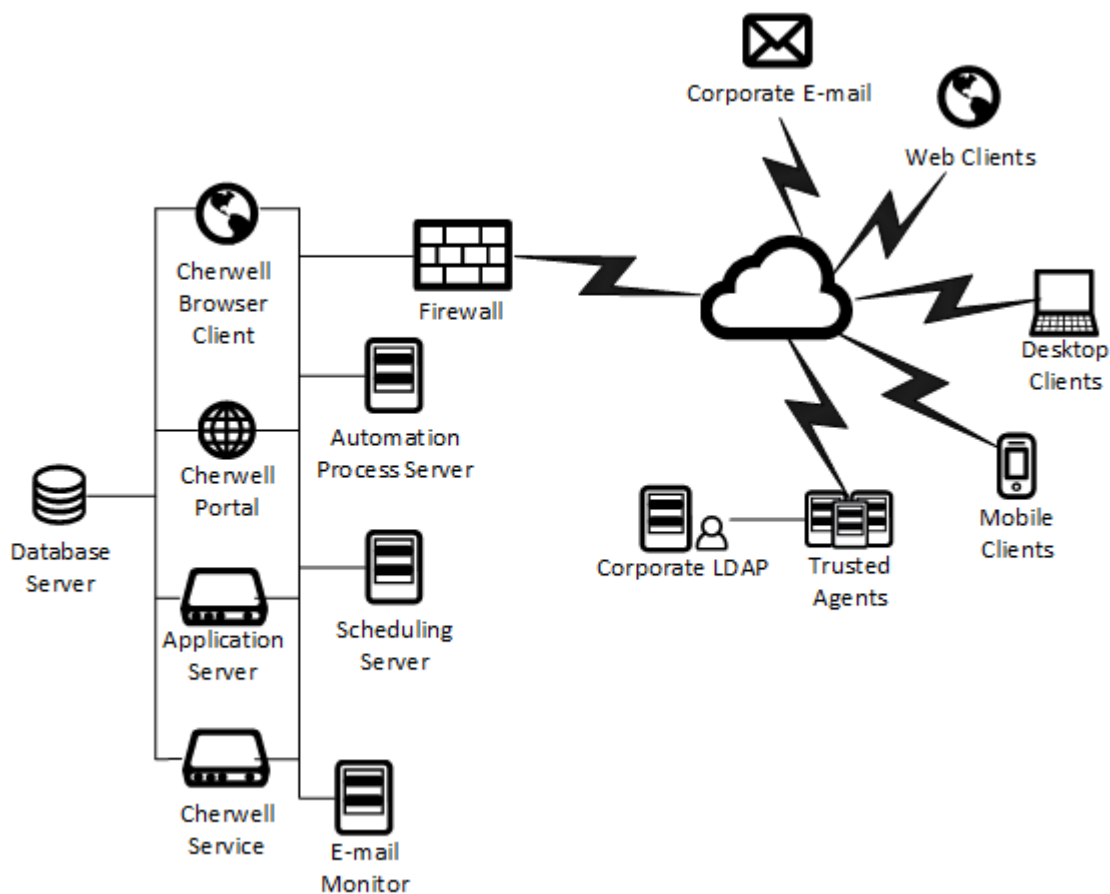 Corporate E-mail
Web Clients
Cherwell
Browser
Client
Firewall
Desktop
Clients
Automation
Process Server
Cherwell
Portal
Database
Server
Corporate LDAP
Trusted
Agents
Mobile
Clients
Application
Server
Scheduling
Server
Cherwell
Service
E-mail
Monitor